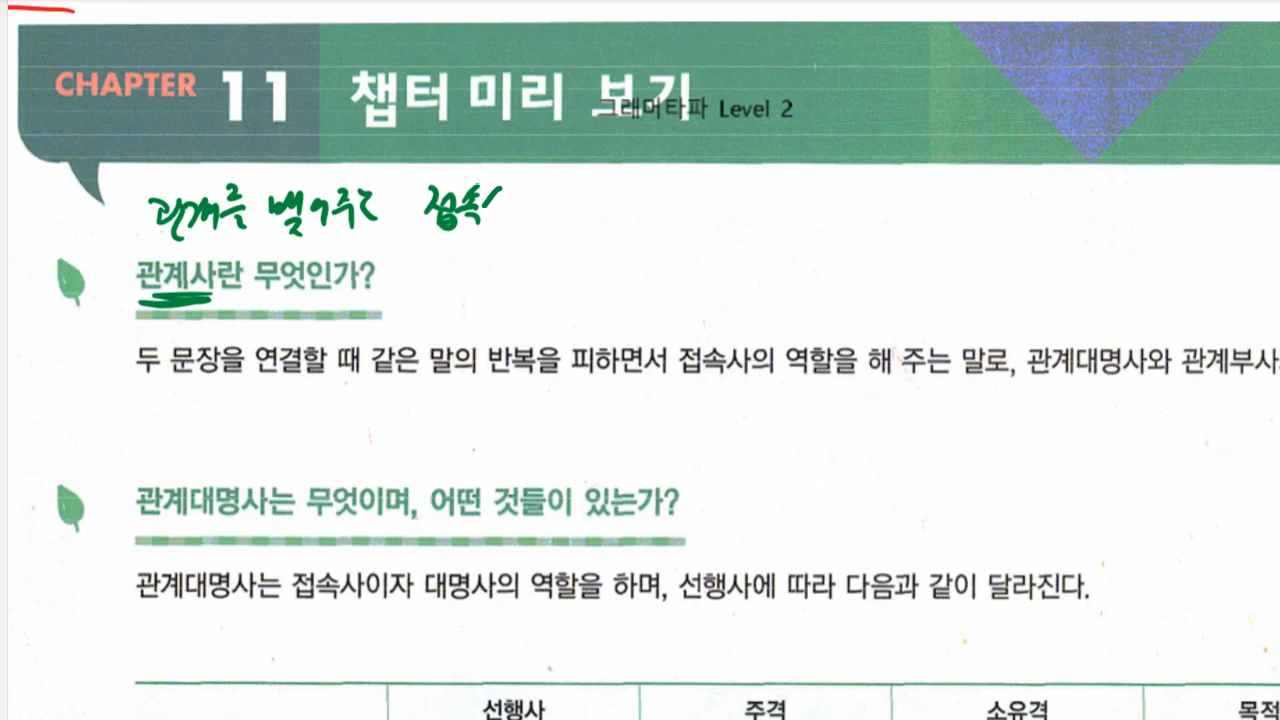 CHAPTER 11 챕터 미리 보기
그래머타파 Level 2
관계를 맺어주는 접속
관계사란 무엇인가?
두 문장을 연결할 때 같은 말의 반복을 피하면서 접속사의 역할을 해 주는 말로, 관계대명사와 관계부사
관계대명사는 무엇이며, 어떤 것들이 있는가?
관계대명사는 접속사이자 대명사의 역할을 하며, 선행사에 따라 다음과 같이 달라진다.
선행사 주격 소유격 목적